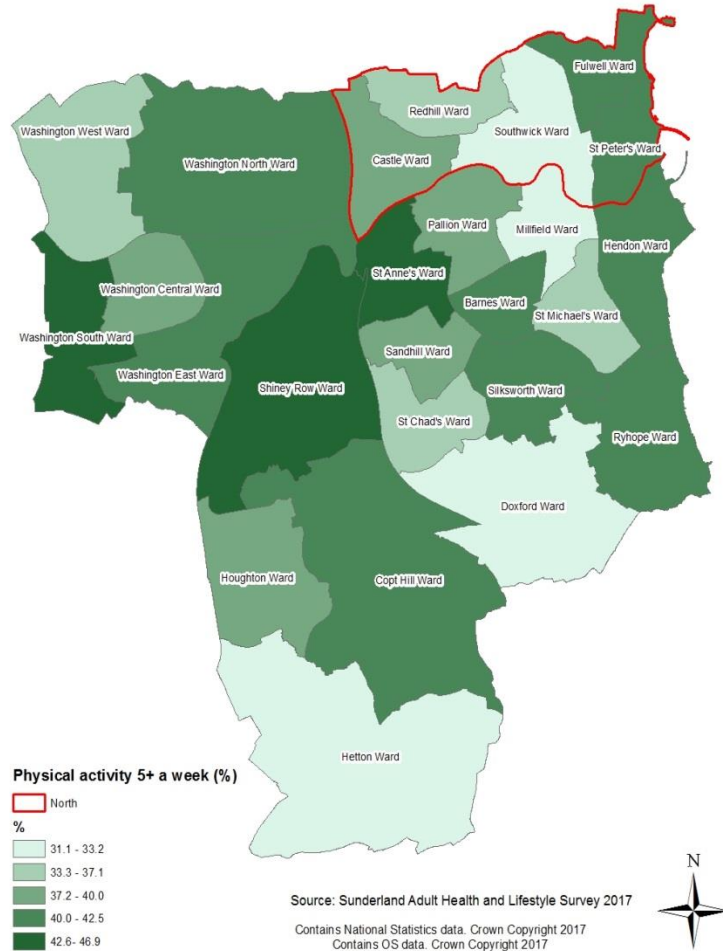 Fulwell Ward
Redhill Ward
Washington West Ward
Southwick Ward
Washington North Ward
St Peter's Ward
Castle Ward
Pallion Ward
Millfield Ward
Hendon Ward
St Anne's Ward
Washington Central Ward
Barnes Ward
St Michael's Ward
Washington South Ward
Sandhill Ward
Washington East Ward
Shiney Row Ward
Silksworth Ward
St Chad's Ward
Ryhope Ward
Doxford Ward
Houghton Ward
Copt Hill Ward
Hetton Ward
Physical activity 5+ a week (%)
North
%
31.1 - 33.2
33.3 - 37.1
37.2 - 40.0
40.0 - 42.5
42.6 - 46.9
N
Source: Sunderland Adult Health and Lifestyle Survey 2017
Contains National Statistics data. Crown Copyright 2017
Contains OS data. Crown Copyright 2017